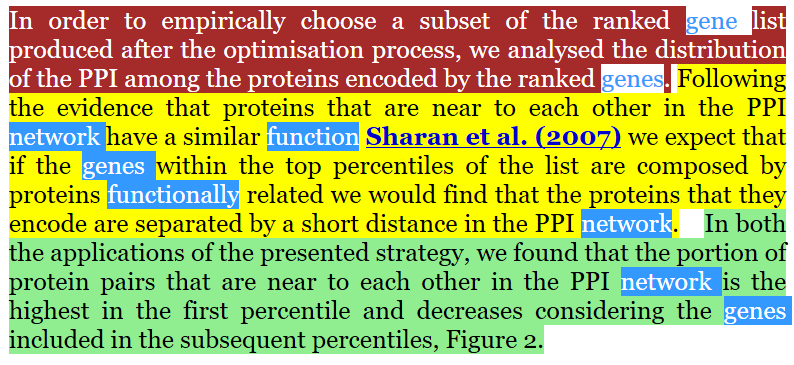 In order to empirically choose a subset of the ranked gene list
produced after the optimisation process, we analysed the distribution
of the PPI among the proteins encoded by the ranked genes. Following
the evidence that proteins that are near to each other in the PPI
network have a similar function Sharan et al. (2007) we expect that
if the genes within the top percentiles of the list are composed by
proteins functionally related we would find that the proteins that they
encode are separated by a short distance in the PPI network. In both
the applications of the presented strategy, we found that the portion of
protein pairs that are near to each other in the PPI network is the
highest in the first percentile and decreases considering the genes
included in the subsequent percentiles, Figure 2.